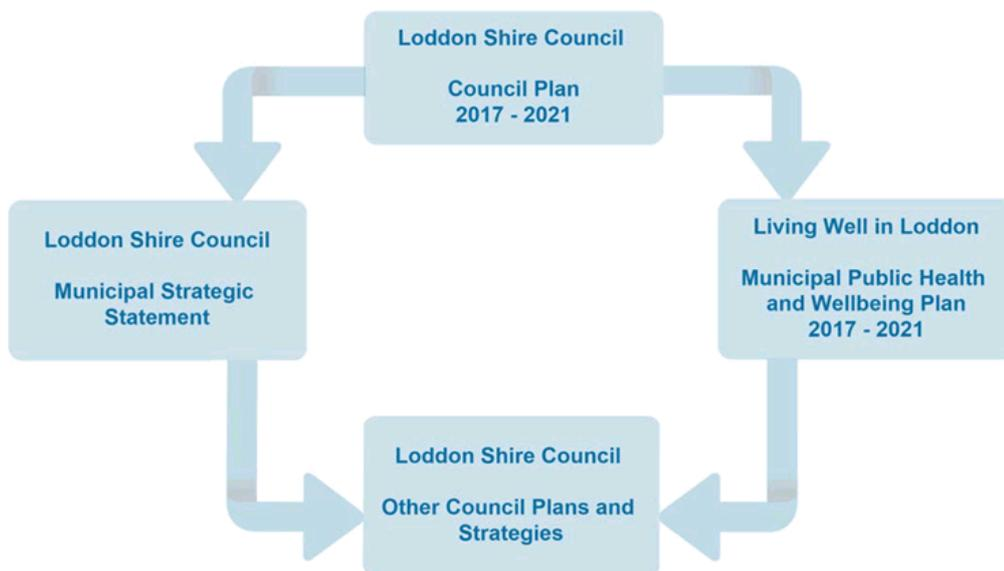 Loddon Shire Council
Council Plan
2017 - 2021
Loddon Shire Council
Municipal Strategic
Statement
Living Well in Loddon
Municipal Public Health
and Wellbeing Plan
2017 - 2021
Loddon Shire Council
Other Council Plans and
Strategies